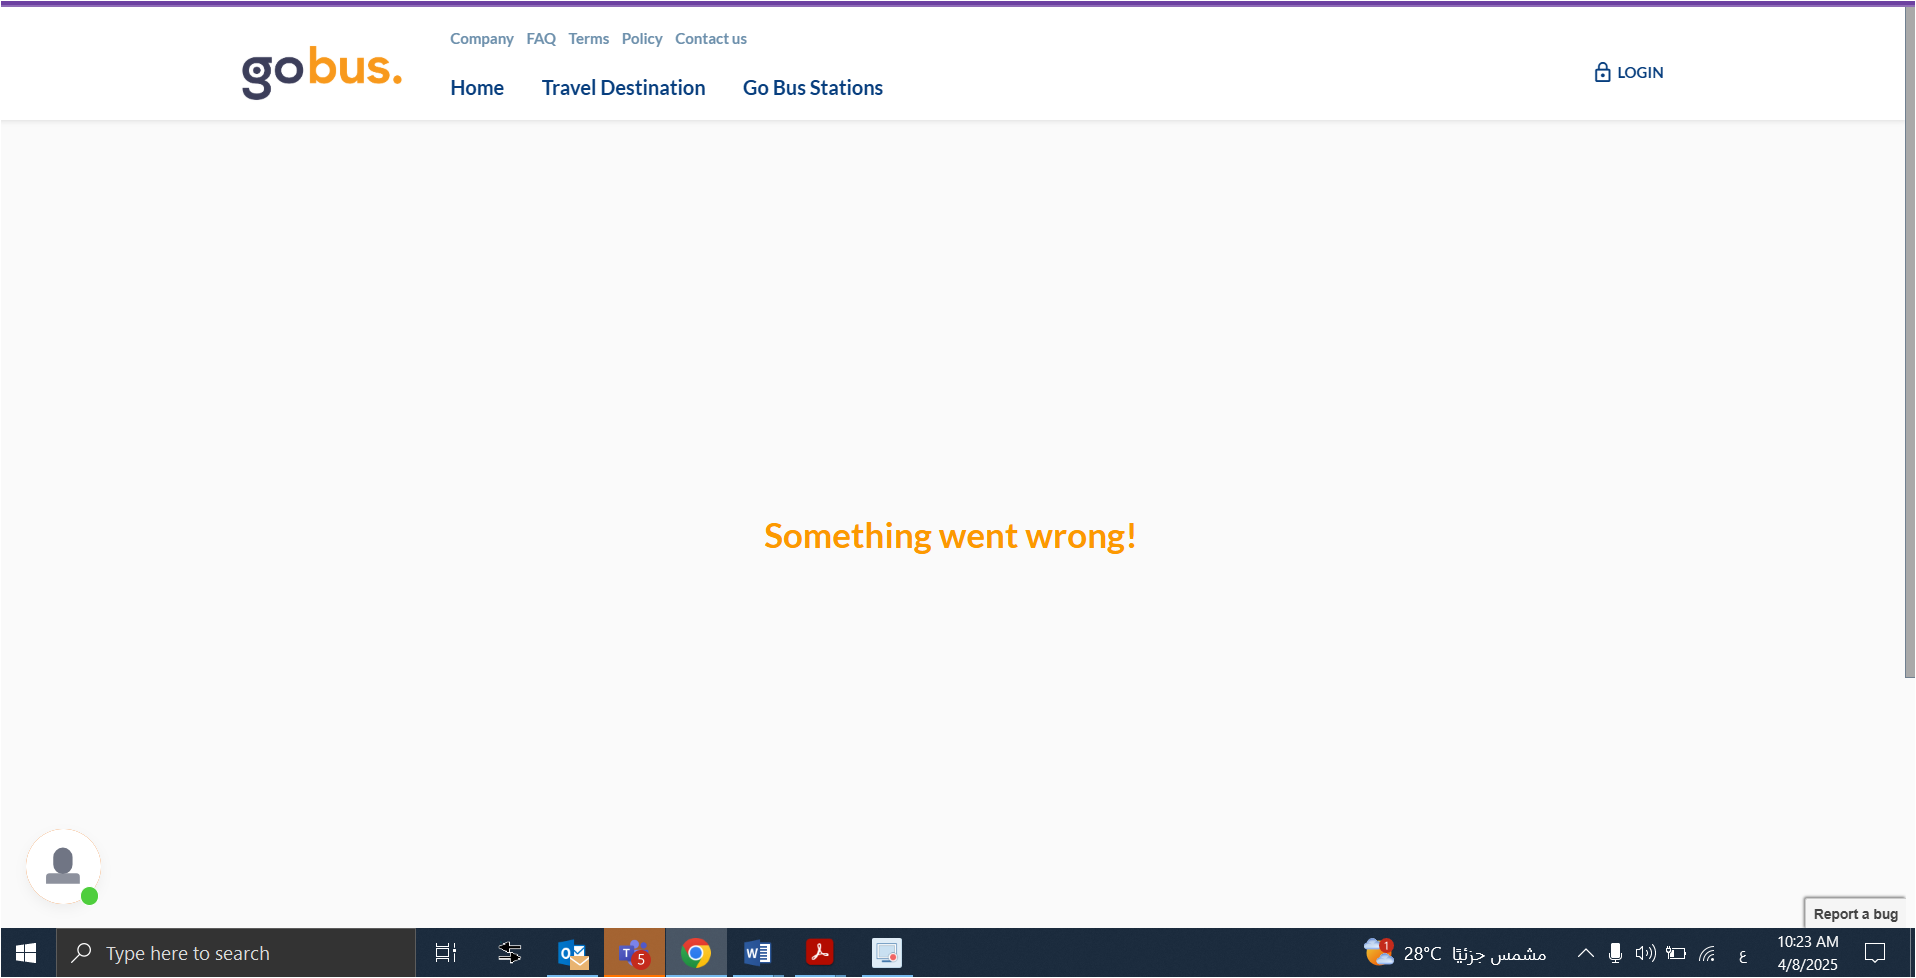 Company FAQ Terms Policy Contact us
gobus.
Home Travel Destination Go Bus Stations
LOGIN
Something went wrong!
Report a bug
Type here to search
5
1
28°C مشمس جزئيًا
ع
10:23 AM
4/8/2025